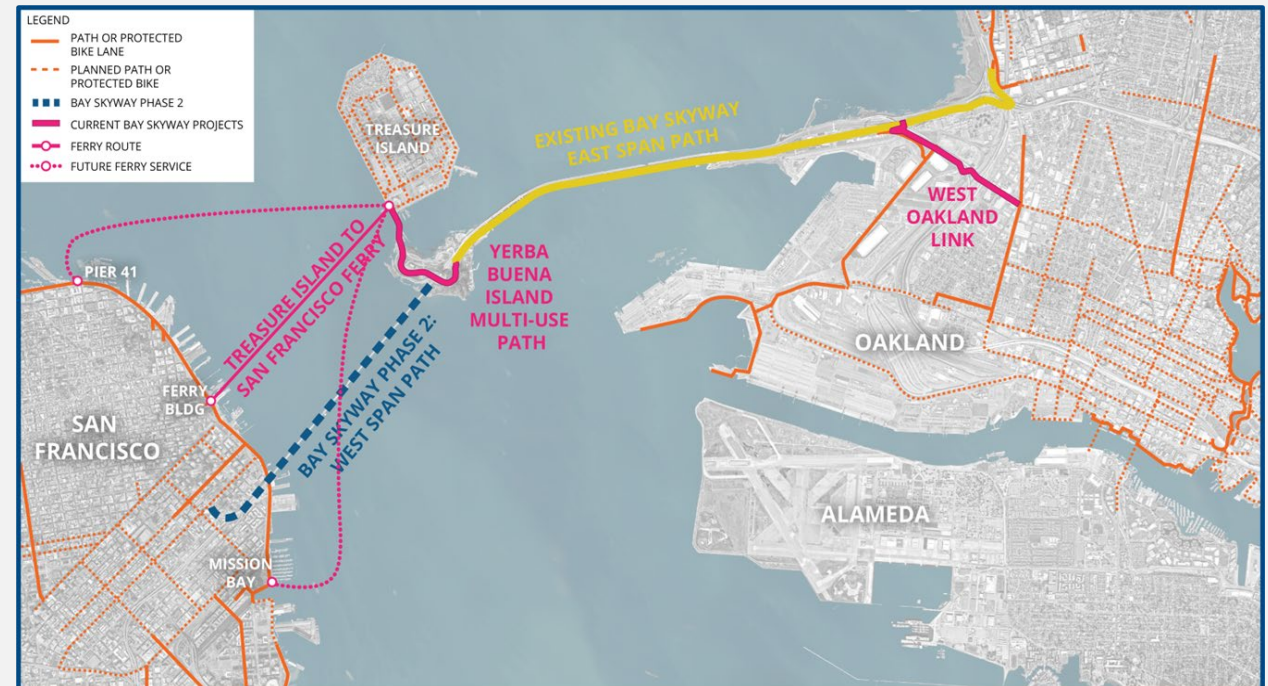 LEGEND
PATH OR PROTECTED
BIKE LANE
PLANNED PATH OR
PROTECTED BIKE
BAY SKYWAY PHASE 2
CURRENT BAY SKYWAY PROJECTS
FERRY ROUTE
FUTURE FERRY SERVICE
TREASURE
ISLAND
EXISTING BAY SKYWAY
EAST SPAN PATH
WEST
OAKLAND
LINK
PIER 41
TREASURE ISLAND TO
SAN FRANCISCO FERRY
YERBA
BUENA
ISLAND
MULTI-USE
PATH
BAY SKYWAY PHASE 2:
WEST SPAN PATH
OAKLAND
FERRY
BLDG
SAN
FRANCISCO
ALAMEDA
MISSION
BAY